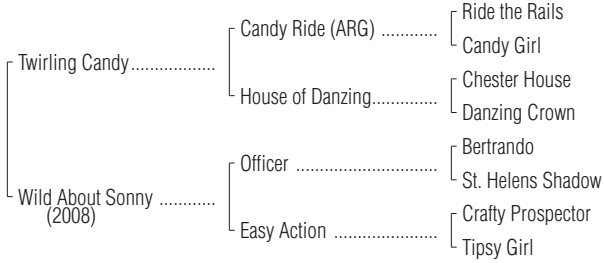 Ride the Rails
Candy Ride (ARG) ............
Candy Girl
Twirling Candy..................
Chester House
House of Danzing..............
Danzing Crown
Bertrando
Officer ..............................
St. Helens Shadow
Wild About Sonny ............
(2008)
Crafty Prospector
Easy Action ......................
Tipsy Girl